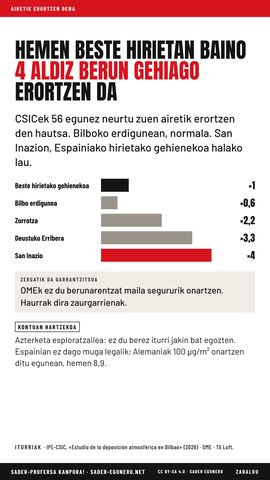 AIRETIK ERORTZEN DENA
HEMEN BESTE HIRIETAN BAINO
4 ALDIZ BERUN GEHIAGO
ERORTZEN DA
CSICek 56 egunez neurtu zuen airetik erortzen
den hautsa. Bilboko erdigunean, normala. San
Inazion, Espainiako hirietako gehienekoa halako
lau.
Beste hirietako gehienekoa ×1
Bilbo erdigunea ×0,6
Zorrotza ×2,2
Deustuko Erribera ×3,3
San Inazio ×4
ZERGATIK DA GARRANTZITSUA
OMEk ez du berunarentzat maila segururik onartzen.
Haurrak dira zaurgarrienak.
KONTUAN HARTZEKOA
Azterketa esploratzailea: ez du berez iturri jakin bat egozten.
Espainian ez dago muga legalik; Alemaniak 100 µg/m² onartzen
ditu egunean, hemen 8,9.
ITURRIAK · IPE-CSIC, «Estudio de la deposición atmosférica en Bilbao» (2026) · OME · TA Luft.
SADER-PROFERSA KANPORA! · SADER-EGUNERO.NET CC BY-SA 4.0 · SADER EGUNERO ZABALDU